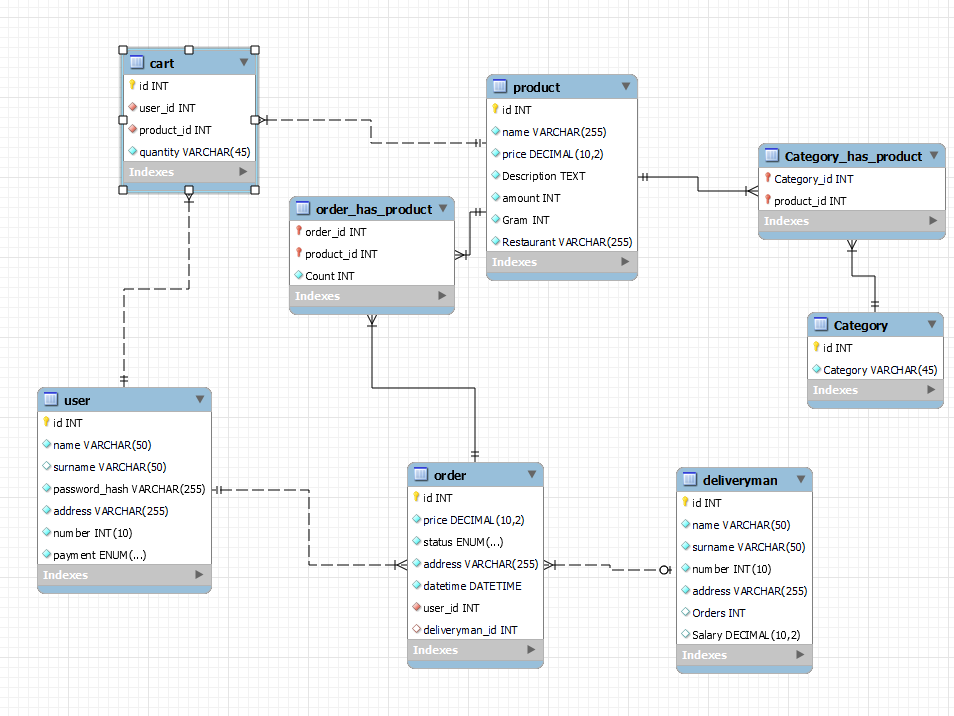 cart
id INT
user_id INT
product_id INT
quantity VARCHAR(45)
Indexes
product
id INT
name VARCHAR(255)
price DECIMAL(10,2)
Description TEXT
amount INT
Gram INT
Restaurant VARCHAR(255)
Indexes
Category_has_product
Category_id INT
product_id INT
Indexes
order_has_product
order_id INT
product_id INT
Count INT
Indexes
Category
id INT
Category VARCHAR(45)
Indexes
user
id INT
name VARCHAR(50)
surname VARCHAR(50)
password_hash VARCHAR(255)
address VARCHAR(255)
number INT(10)
payment ENUM(...)
Indexes
order
id INT
price DECIMAL(10,2)
status ENUM(...)
address VARCHAR(255)
datetime DATETIME
user_id INT
deliveryman_id INT
Indexes
deliveryman
id INT
name VARCHAR(50)
surname VARCHAR(50)
number INT(10)
address VARCHAR(255)
Orders INT
Salary DECIMAL(10,2)
Indexes